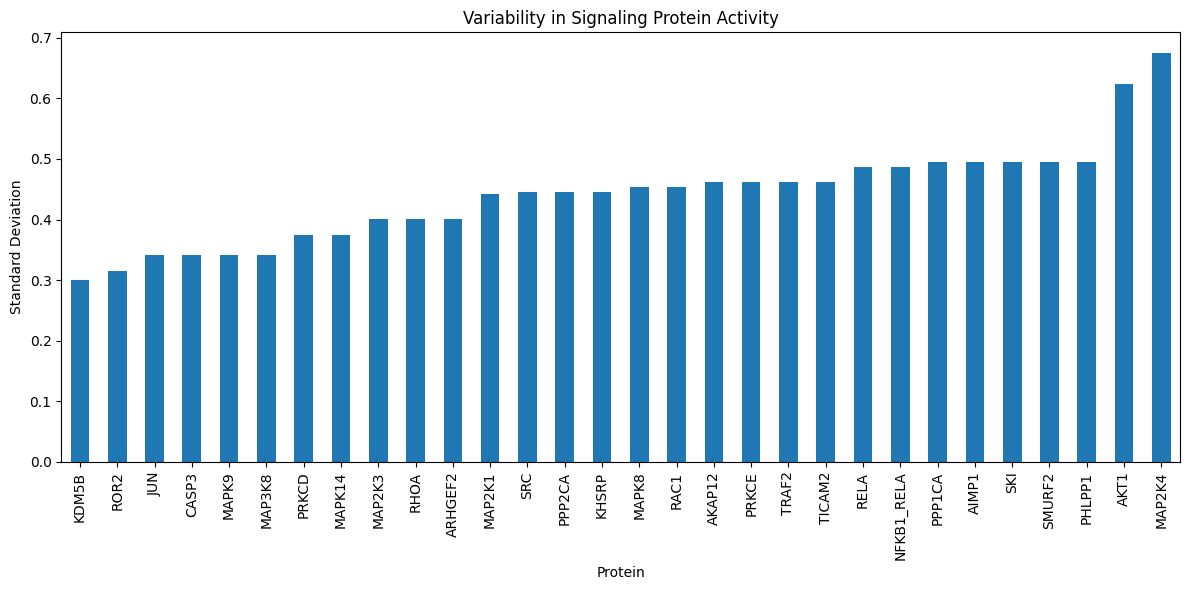 Variability in Signaling Protein Activity
Standard Deviation
0.7
0.6
0.5
0.4
0.3
0.2
0.1
0.0
KDM5B
ROR2
JUN
CASP3
MAPK9
MAP3K8
PRKCD
MAPK14
MAP2K3
RHOA
ARHGEF2
MAP2K1
SRC
PPP2CA
KHSRP
MAPK8
RAC1
AKAP12
PRKCE
TRAF2
TICAM2
RELA
NFKB1_RELA
PPP1CA
AIMP1
SKI
SMURF2
PHLPP1
AKT1
MAP2K4
Protein